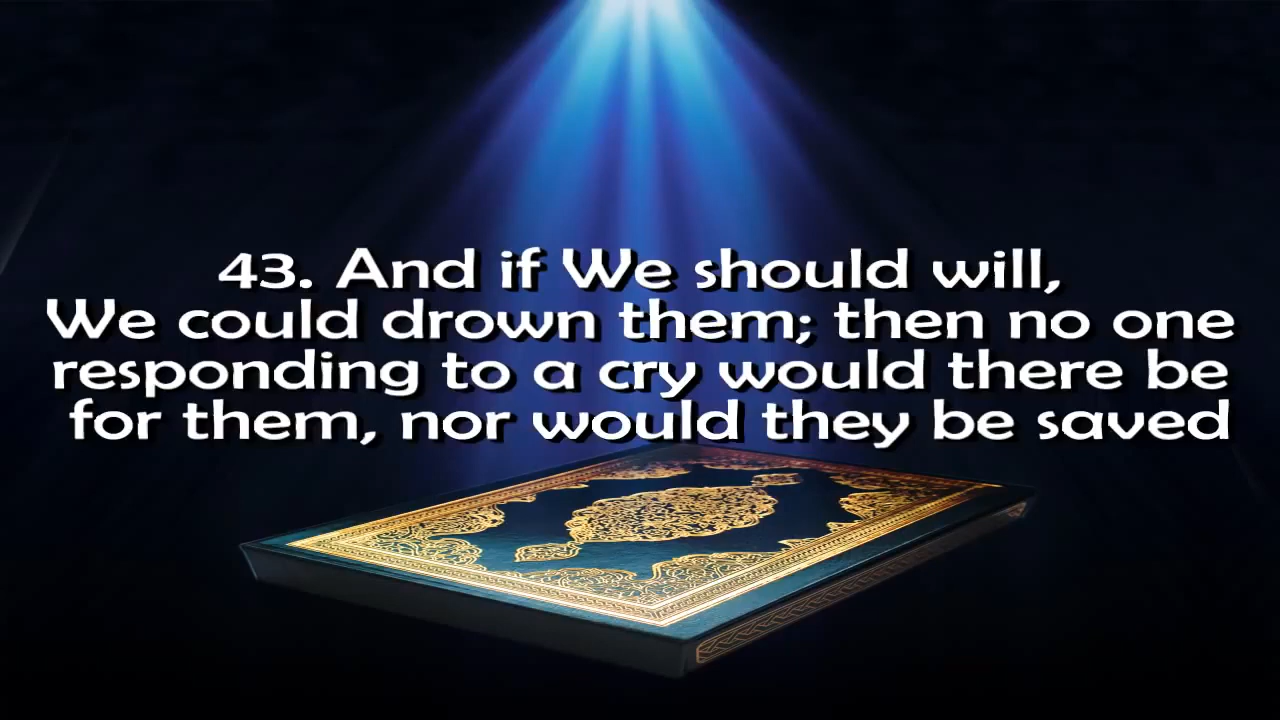 43. And if We should will,
We could drown them; then no one
responding to a cry would there be
for them, nor would they be saved